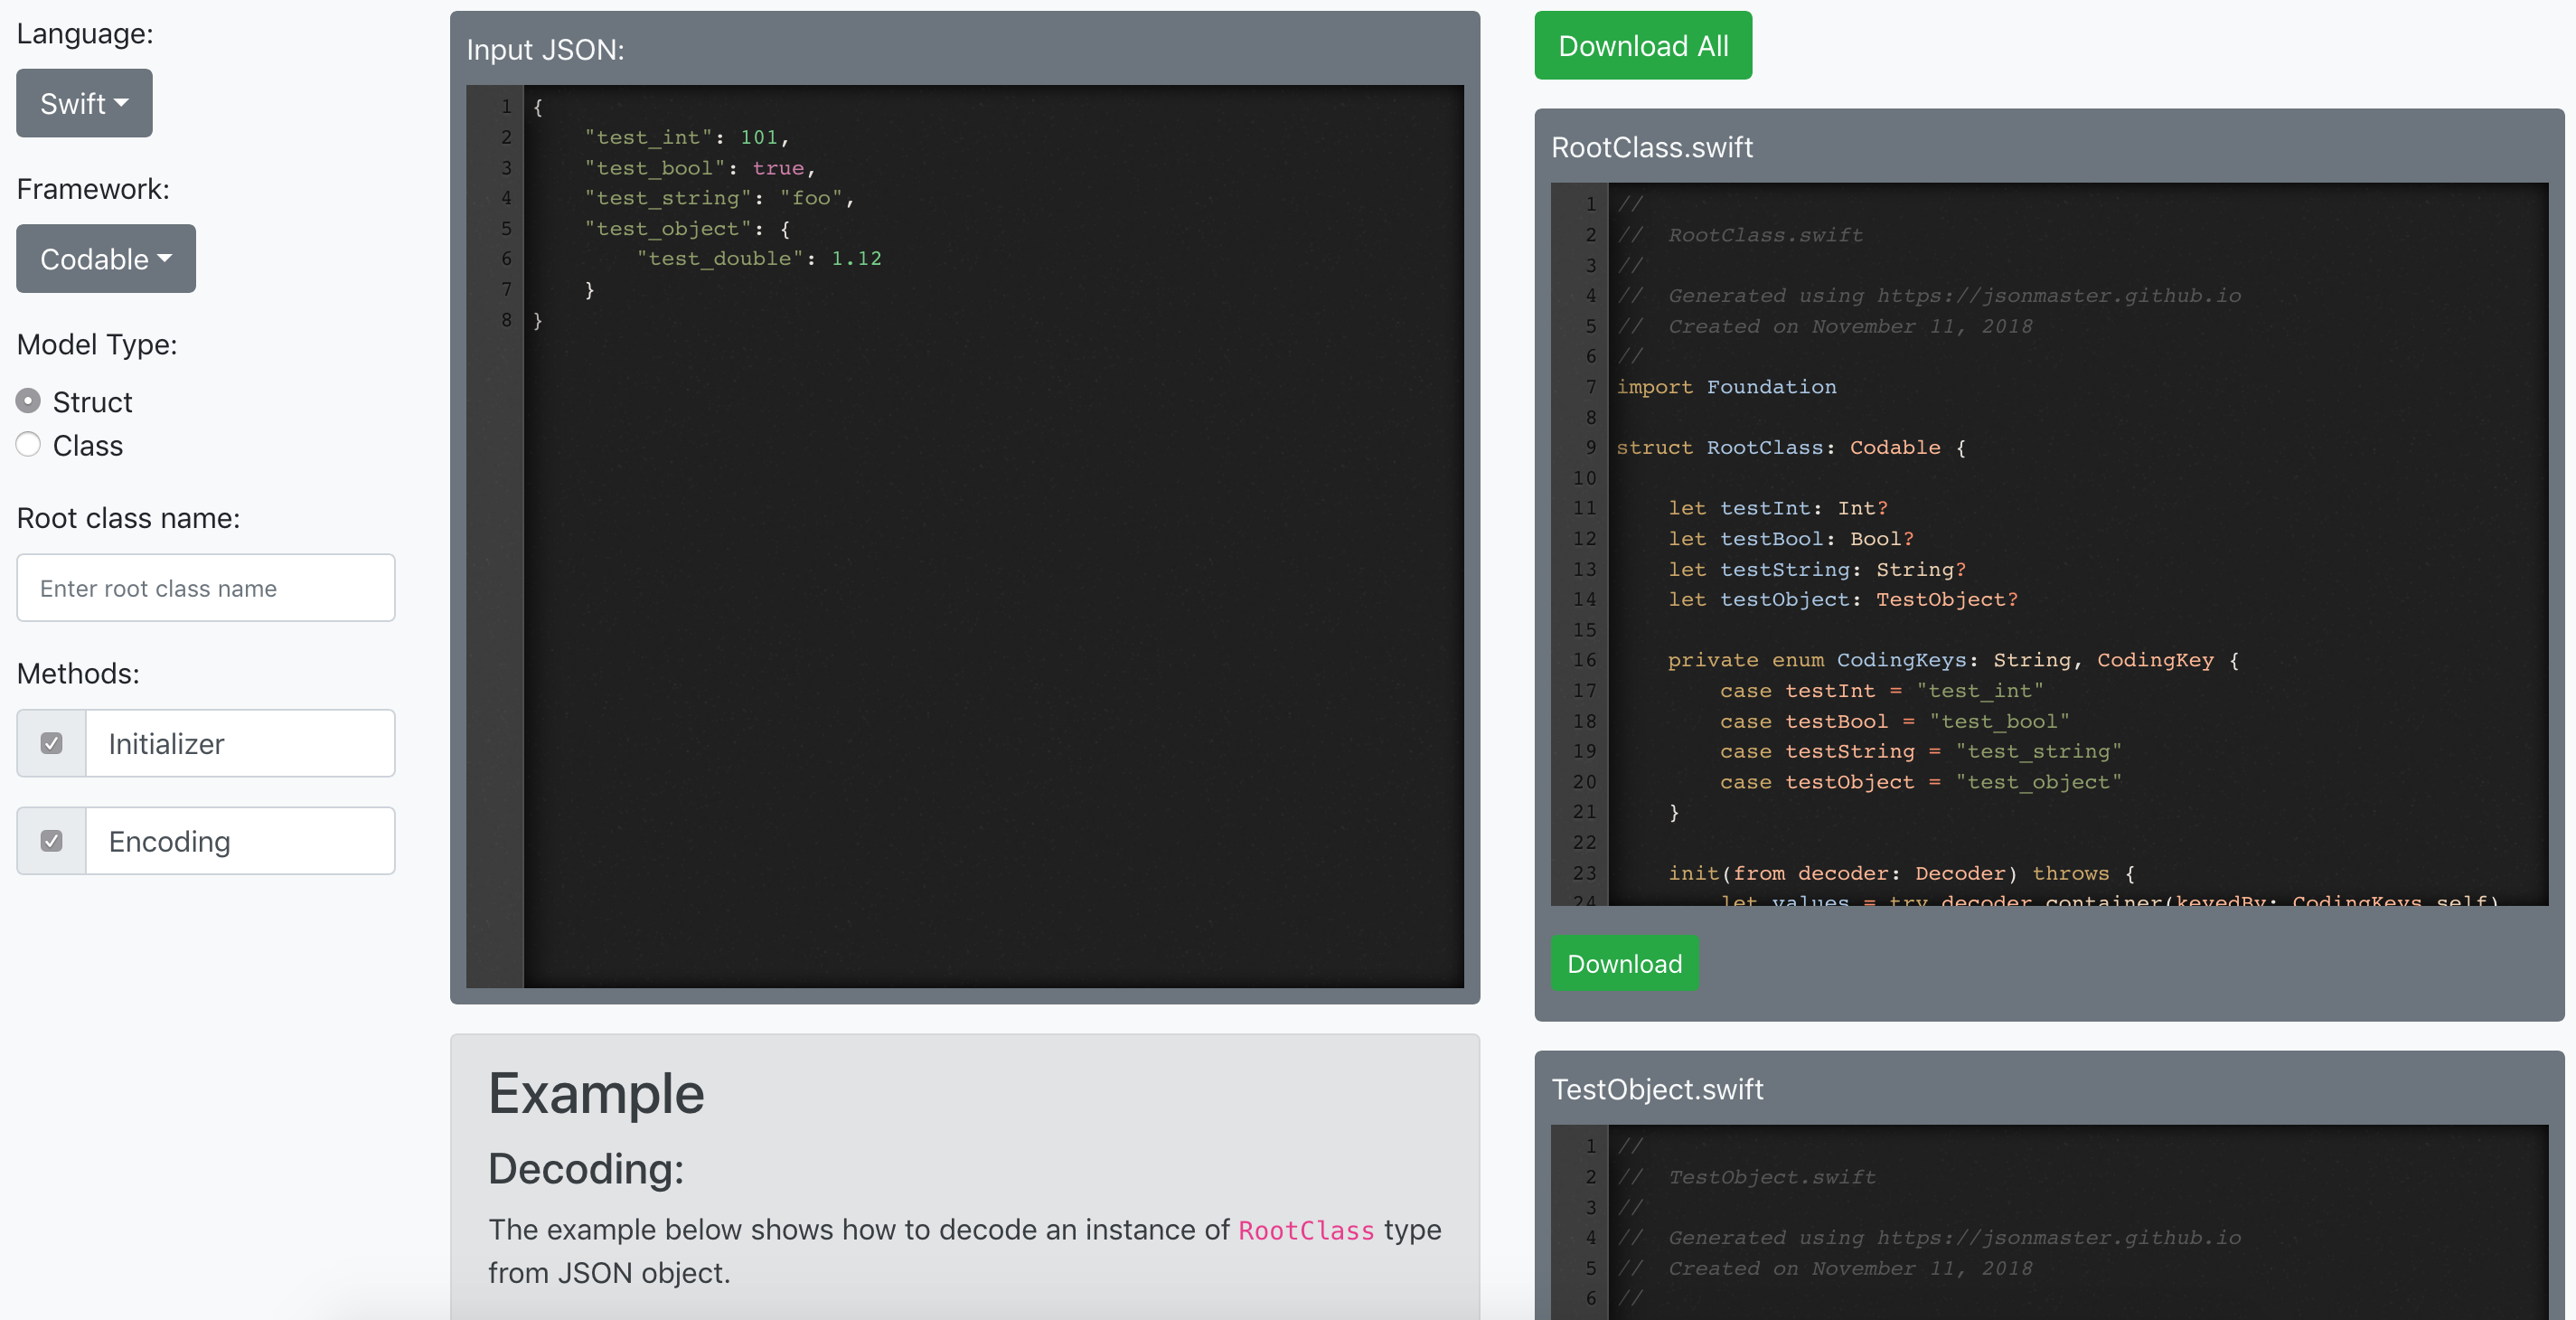 Language:
Swift
Framework:
Codable
Model Type:
Struct
Class
Root class name:
Enter root class name
Methods:
Initializer
Encoding
Input JSON:
1 {
2     "test_int": 101,
3     "test_bool": true,
4     "test_string": "foo",
5     "test_object": {
6         "test_double": 1.12
7     }
8 }
Example
Decoding:
The example below shows how to decode an instance of RootClass type
from JSON object.
Download All
RootClass.swift
1 //
2 //  RootClass.swift
3 //
4 //  Generated using https://jsonmaster.github.io
5 //  Created on November 11, 2018
6 //
7 import Foundation
8
9 struct RootClass: Codable {
10
11     let testInt: Int?
12     let testBool: Bool?
13     let testString: String?
14     let testObject: TestObject?
15
16     private enum CodingKeys: String, CodingKey {
17         case testInt = "test_int"
18         case testBool = "test_bool"
19         case testString = "test_string"
20         case testObject = "test_object"
21     }
22
23     init(from decoder: Decoder) throws {
24         let values = try decoder.container(keyedBy: CodingKeys.self)
Download
TestObject.swift
1 //
2 //  TestObject.swift
3 //
4 //  Generated using https://jsonmaster.github.io
5 //  Created on November 11, 2018
6 //